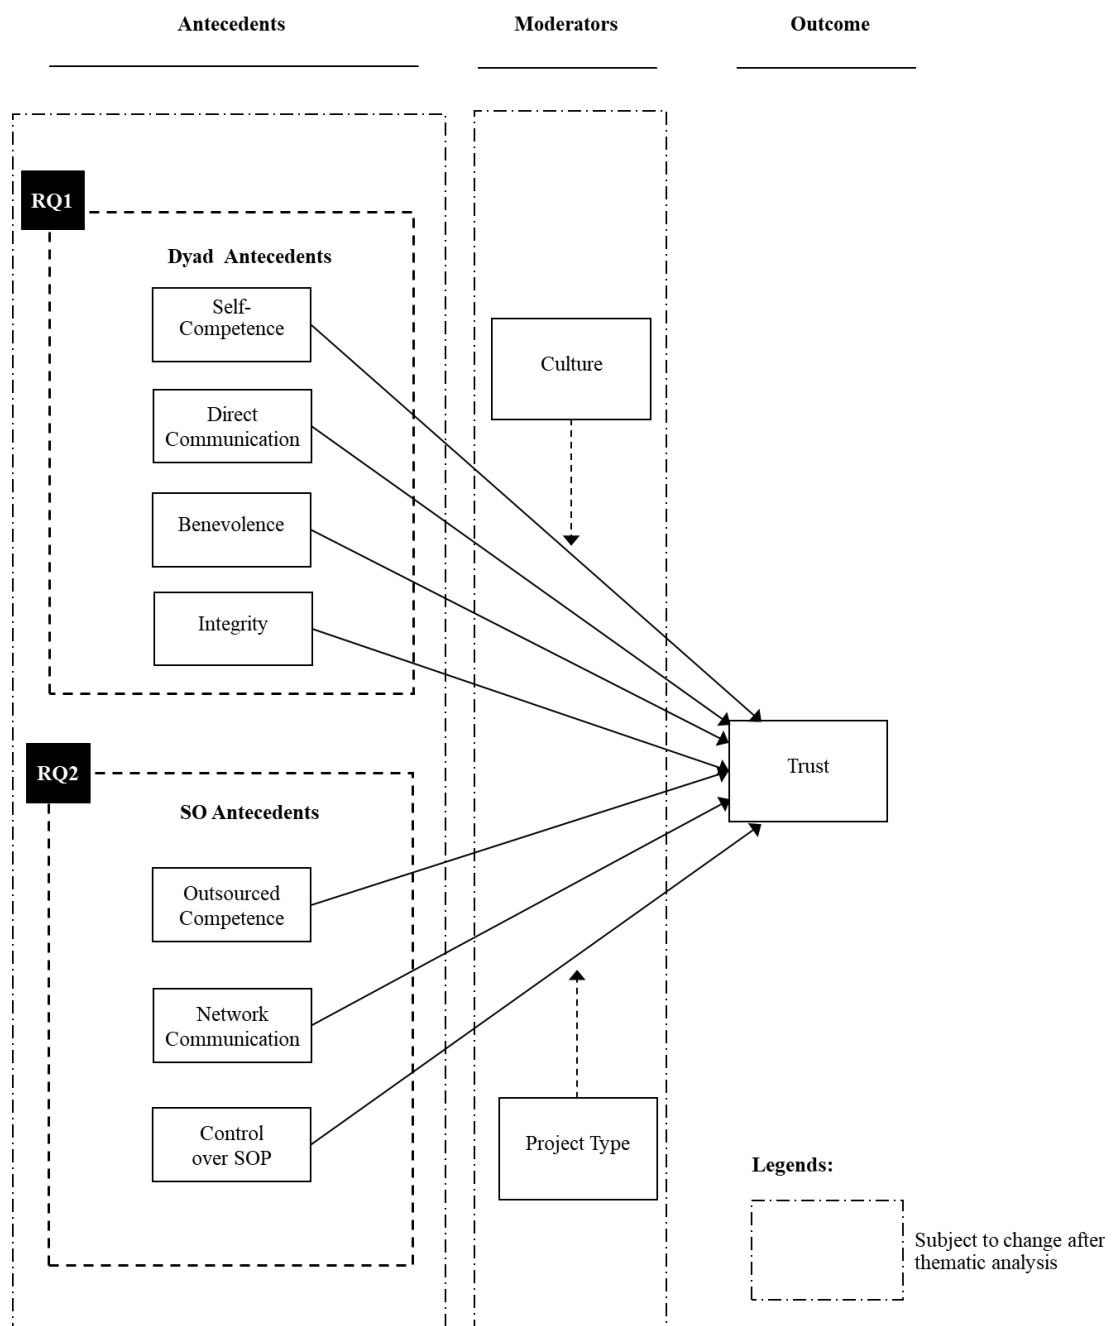 Antecedents
Moderators
Outcome
RQ1
Dyad Antecedents
Self-
Competence
Direct
Communication
Benevolence
Integrity
Culture
Trust
RQ2
SO Antecedents
Outsourced
Competence
Network
Communication
Control
over SOP
Project Type
Legends:
Subject to change after
thematic analysis